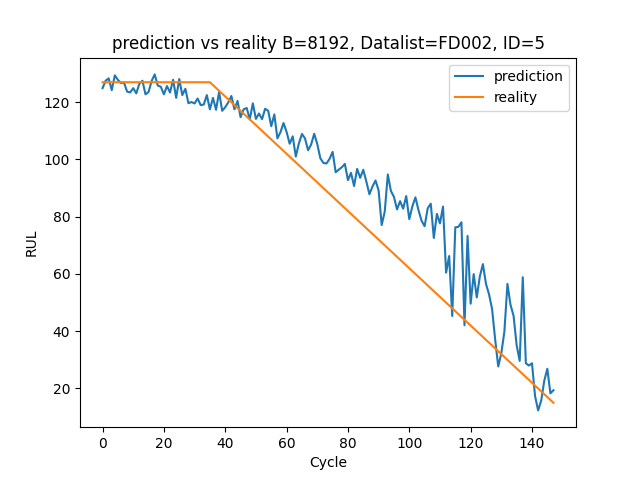 prediction vs reality B=8192, Datalist=FD002, ID=5
prediction
reality
RUL
120
100
80
60
40
20
0 20 40 60 80 100 120 140
Cycle